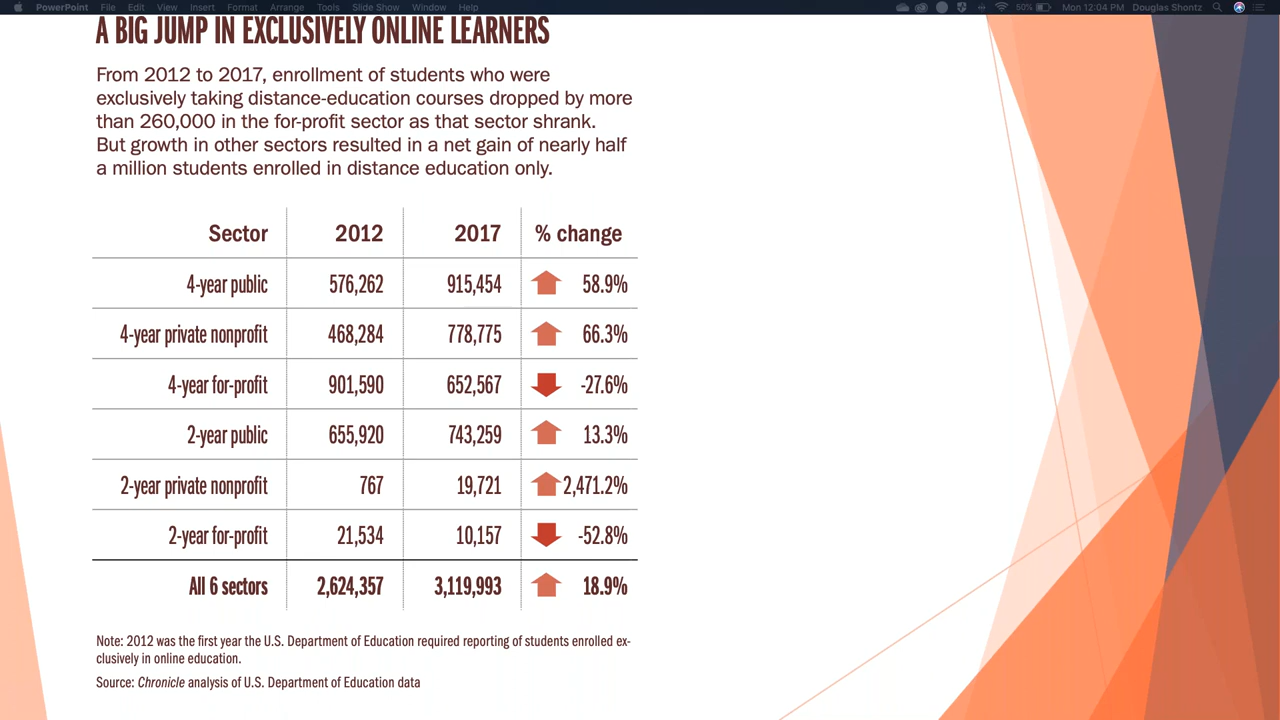 PowerPoint File Edit View Insert Format Arrange Tools Slide Show Window Help 50% Mon 12:04 PM Douglas Shontz
A BIG JUMP IN EXCLUSIVELY ONLINE LEARNERS
From 2012 to 2017, enrollment of students who were
exclusively taking distance-education courses dropped by more
than 260,000 in the for-profit sector as that sector shrank.
But growth in other sectors resulted in a net gain of nearly half
a million students enrolled in distance education only.
Sector 2012 2017 % change
4-year public 576,262 915,454 58.9%
4-year private nonprofit 468,284 778,775 66.3%
4-year for-profit 901,590 652,567 -27.6%
2-year public 655,920 743,259 13.3%
2-year private nonprofit 767 19,721 2,471.2%
2-year for-profit 21,534 10,157 -52.8%
All 6 sectors 2,624,357 3,119,993 18.9%
Note: 2012 was the first year the U.S. Department of Education required reporting of students enrolled ex-
clusively in online education.
Source: Chronicle analysis of U.S. Department of Education data